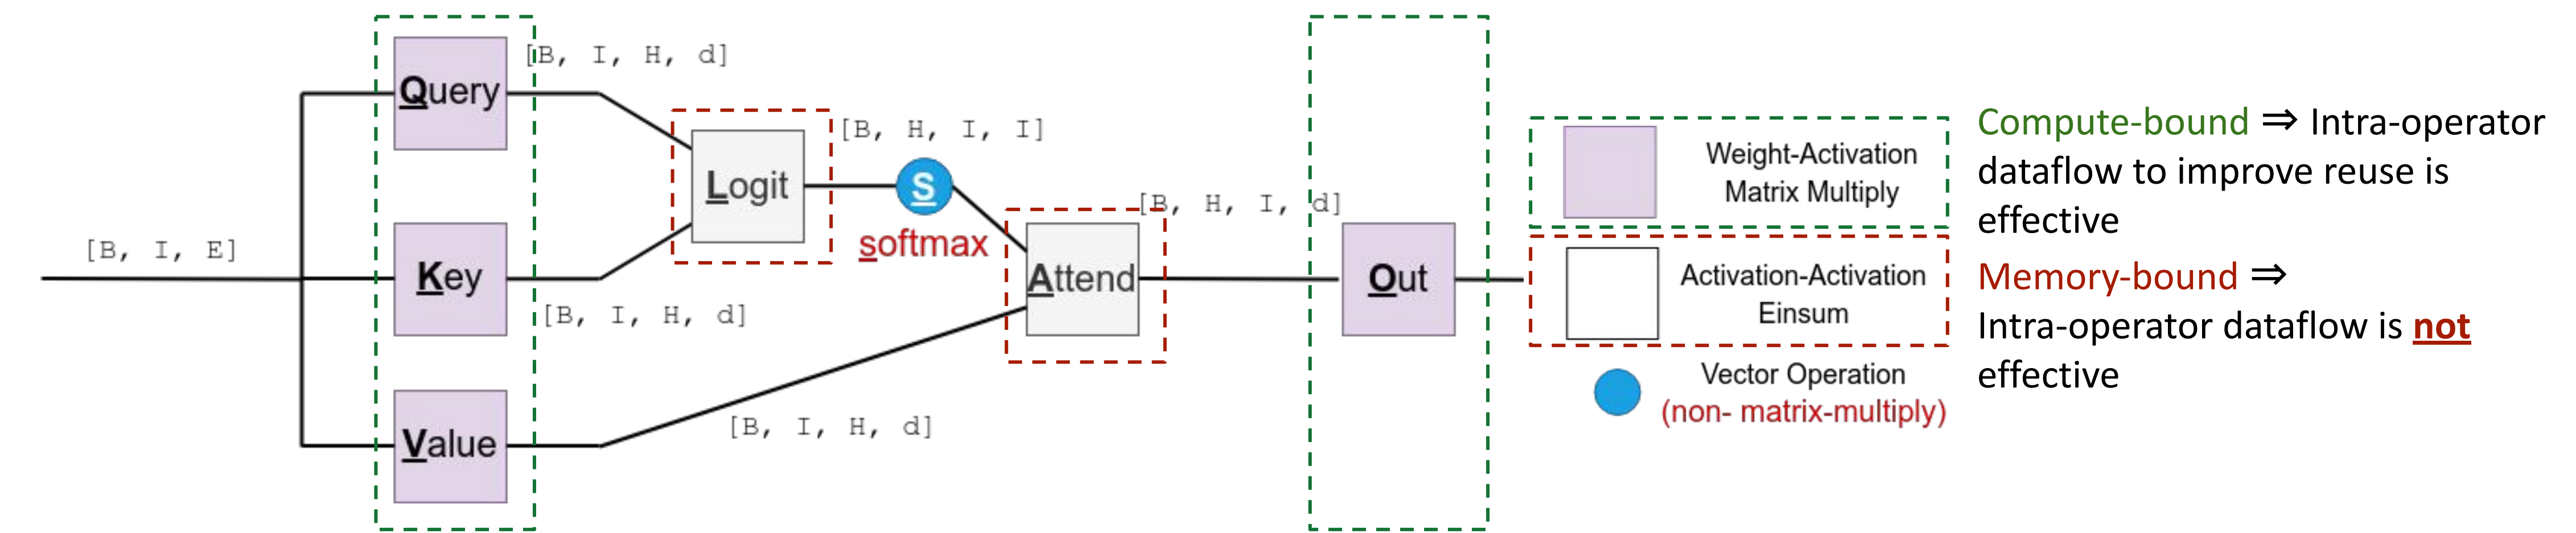 [B, I, E]
Query
[B, I, H, d]
Key
[B, I, H, d]
Value
[B, I, H, d]
Logit
[B, H, I, I]
S
softmax
Attend
[B, H, I, d]
Out
Weight-Activation
Matrix Multiply
Activation-Activation
Einsum
Vector Operation
(non- matrix-multiply)
Compute-bound ⇒ Intra-operator
dataflow to improve reuse is
effective
Memory-bound ⇒
Intra-operator dataflow is not
effective